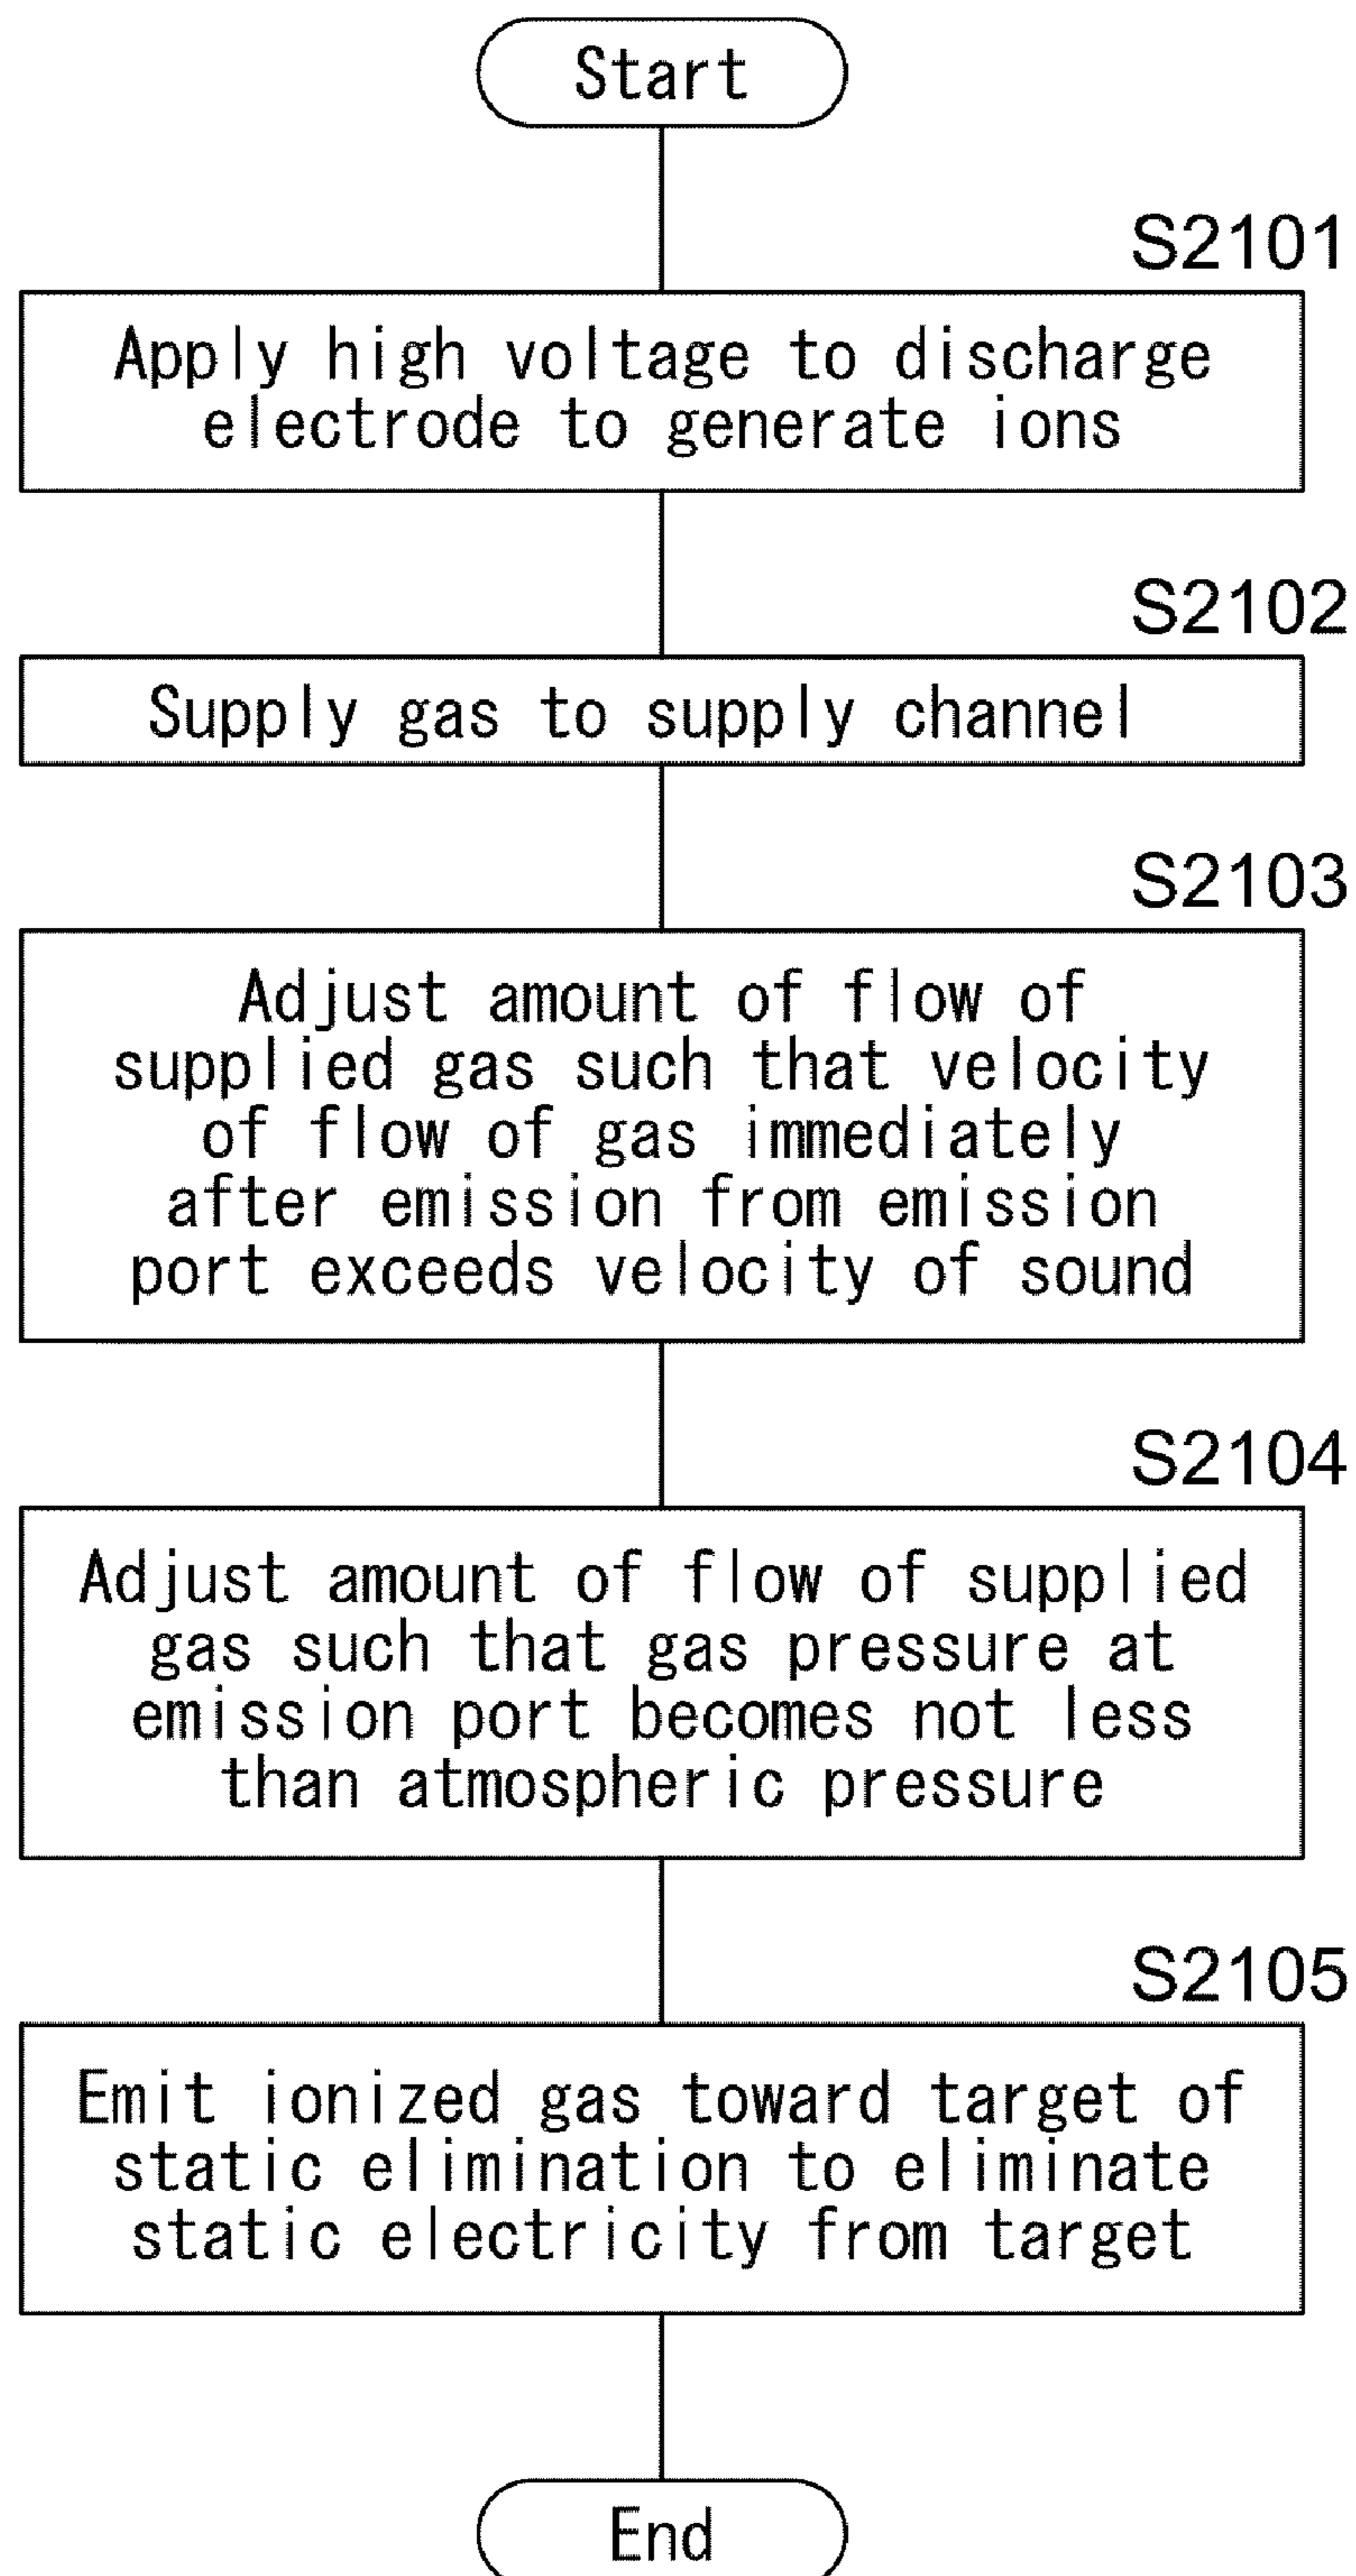 Start
S2101
Apply high voltage to discharge
electrode to generate ions
S2102
Supply gas to supply channel
S2103
Adjust amount of flow of
supplied gas such that velocity
of flow of gas immediately
after emission from emission
port exceeds velocity of sound
S2104
Adjust amount of flow of supplied
gas such that gas pressure at
emission port becomes not less
than atmospheric pressure
S2105
Emit ionized gas toward target of
static elimination to eliminate
static electricity from target
End